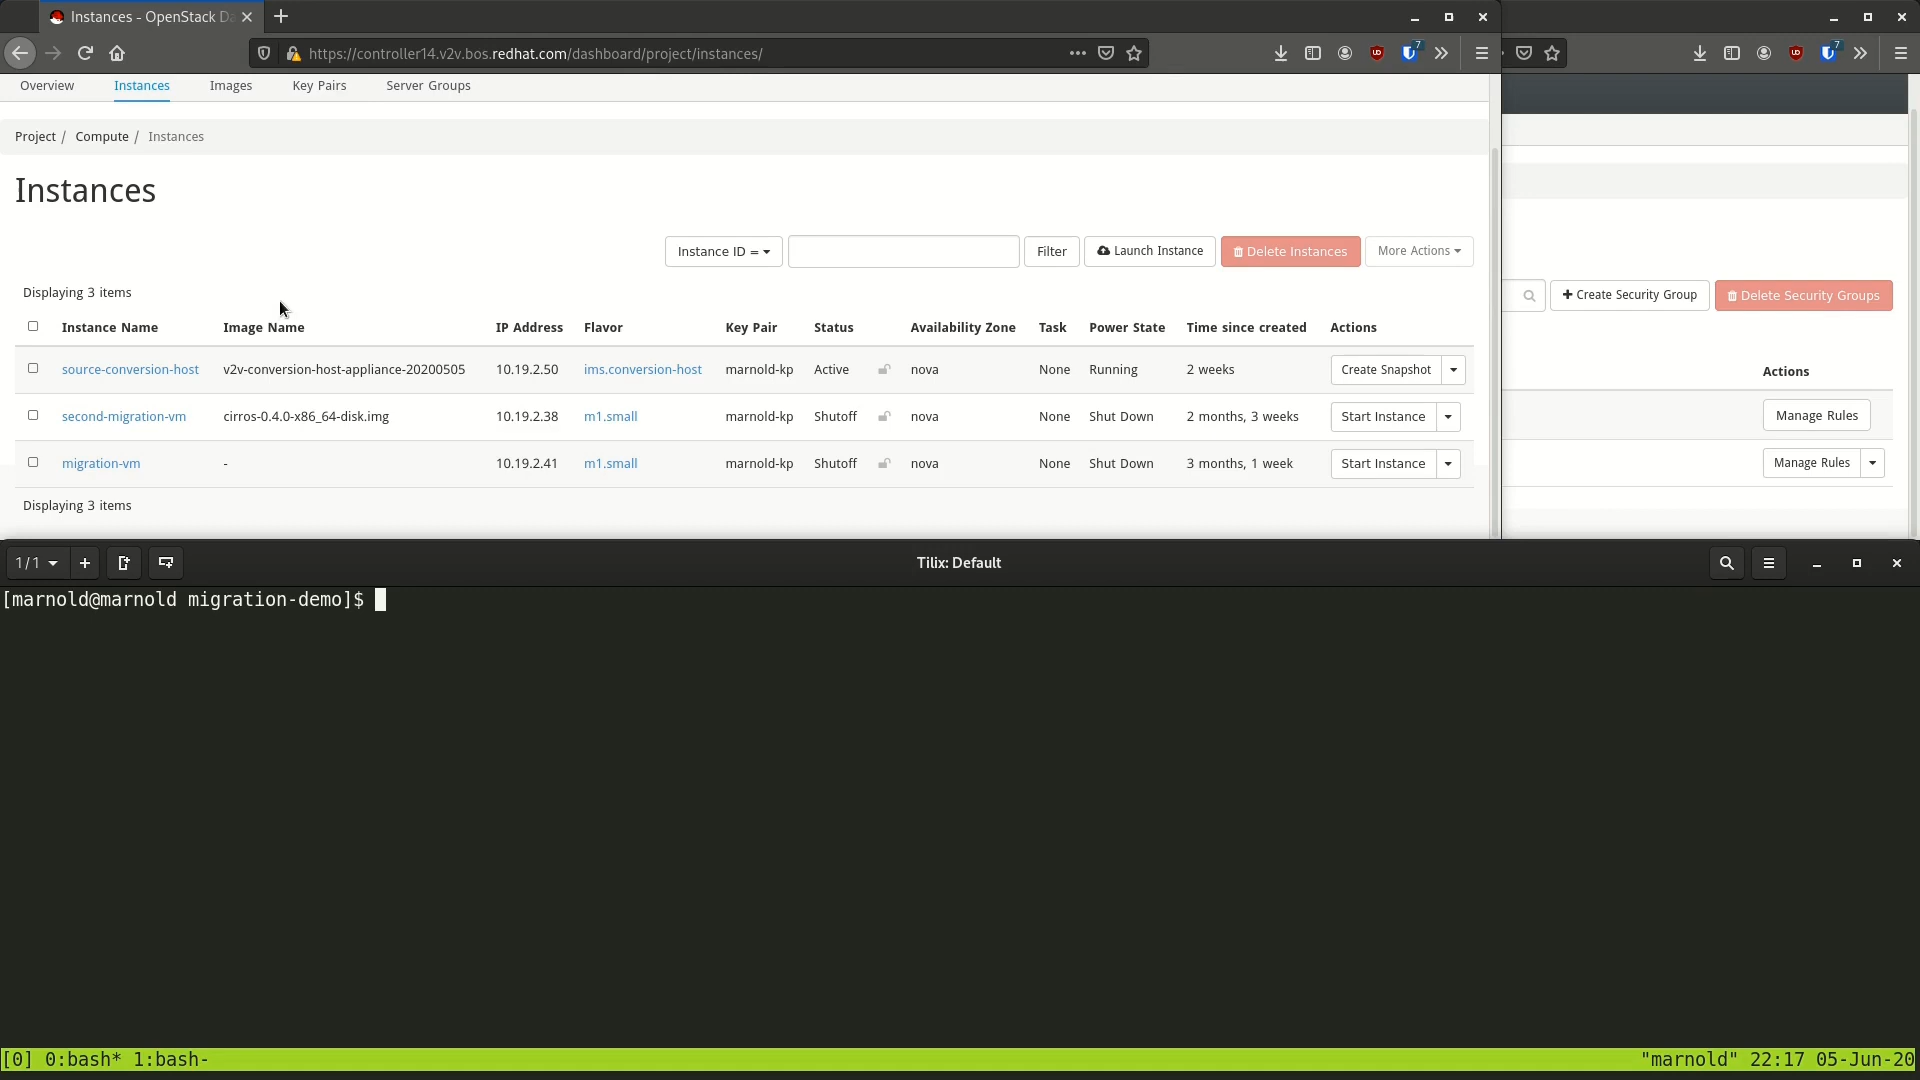 Instances - OpenStack Da
https://controller14.v2v.bos.redhat.com/dashboard/project/instances/
7
7
Overview Instances Images Key Pairs Server Groups
Project / Compute / Instances
Instances
Instance ID = Filter Launch Instance Delete Instances More Actions
Create Security Group Delete Security Groups
Displaying 3 items
Instance Name Image Name IP Address Flavor Key Pair Status Availability Zone Task Power State Time since created Actions
Actions
source-conversion-host v2v-conversion-host-appliance-20200505 10.19.2.50 ims.conversion-host marnold-kp Active nova None Running 2 weeks Create Snapshot
second-migration-vm cirros-0.4.0-x86_64-disk.img 10.19.2.38 m1.small marnold-kp Shutoff nova None Shut Down 2 months, 3 weeks Start Instance
Manage Rules
migration-vm - 10.19.2.41 m1.small marnold-kp Shutoff nova None Shut Down 3 months, 1 week Start Instance
Manage Rules
Displaying 3 items
1/1 Tilix: Default
[marnold@marnold migration-demo]$
[0] 0:bash* 1:bash- "marnold" 22:17 05-Jun-20